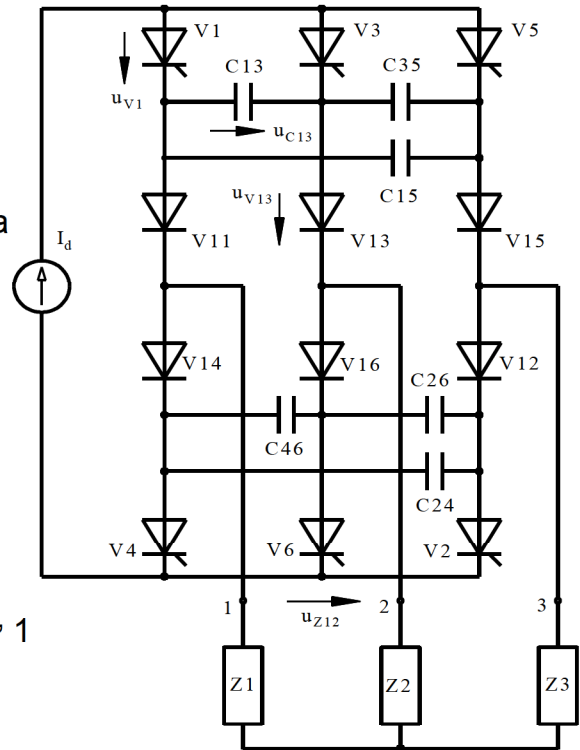 V1 V3 V5
C13 C35
u_V1
u_C13
C15
u_V13
a
I_d
V11 V13 V15
V14 V16 V12
C26
C46
C24
V4 V6 V2
1 2 3
u_Z12
, 1
Z1 Z2 Z3